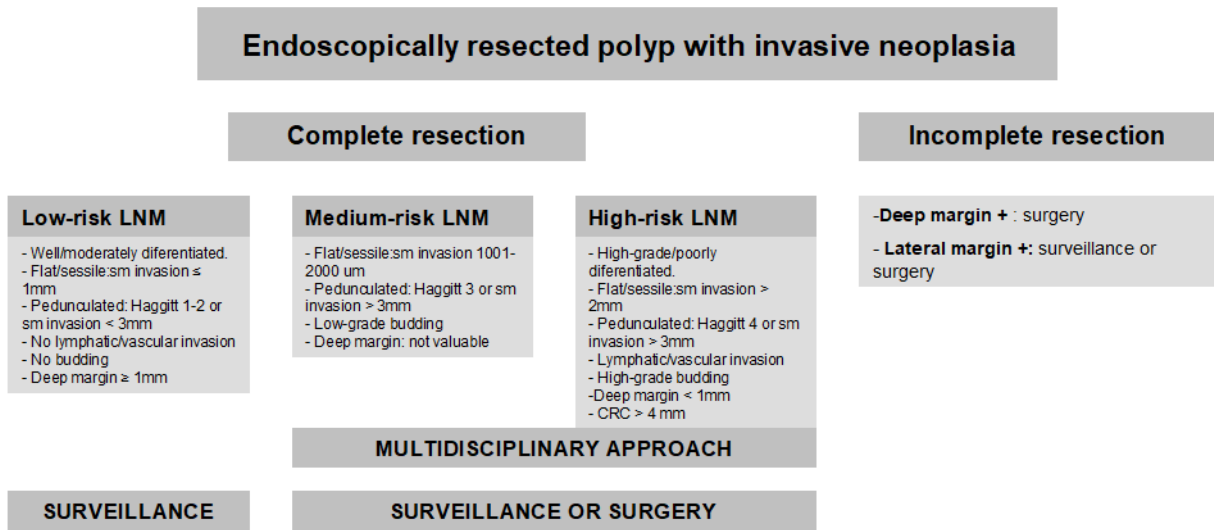 Endoscopically resected polyp with invasive neoplasia
Complete resection
Incomplete resection
Low-risk LNM
- Well/moderately diferentiated.
- Flat/sessile:sm invasion ≤
1mm
- Pedunculated: Haggitt 1-2 or
sm invasion < 3mm
- No lymphatic/vascular invasion
- No budding
- Deep margin ≥ 1mm
Medium-risk LNM
- Flat/sessile:sm invasion 1001-
2000 um
- Pedunculated: Haggitt 3 or sm
invasion > 3mm
- Low-grade budding
- Deep margin: not valuable
High-risk LNM
- High-grade/poorly
diferentiated.
- Flat/sessile:sm invasion >
2mm
- Pedunculated: Haggitt 4 or sm
invasion > 3mm
- Lymphatic/vascular invasion
- High-grade budding
-Deep margin < 1mm
- CRC > 4 mm
-Deep margin + : surgery
- Lateral margin +: surveillance or
surgery
MULTIDISCIPLINARY APPROACH
SURVEILLANCE
SURVEILLANCE OR SURGERY